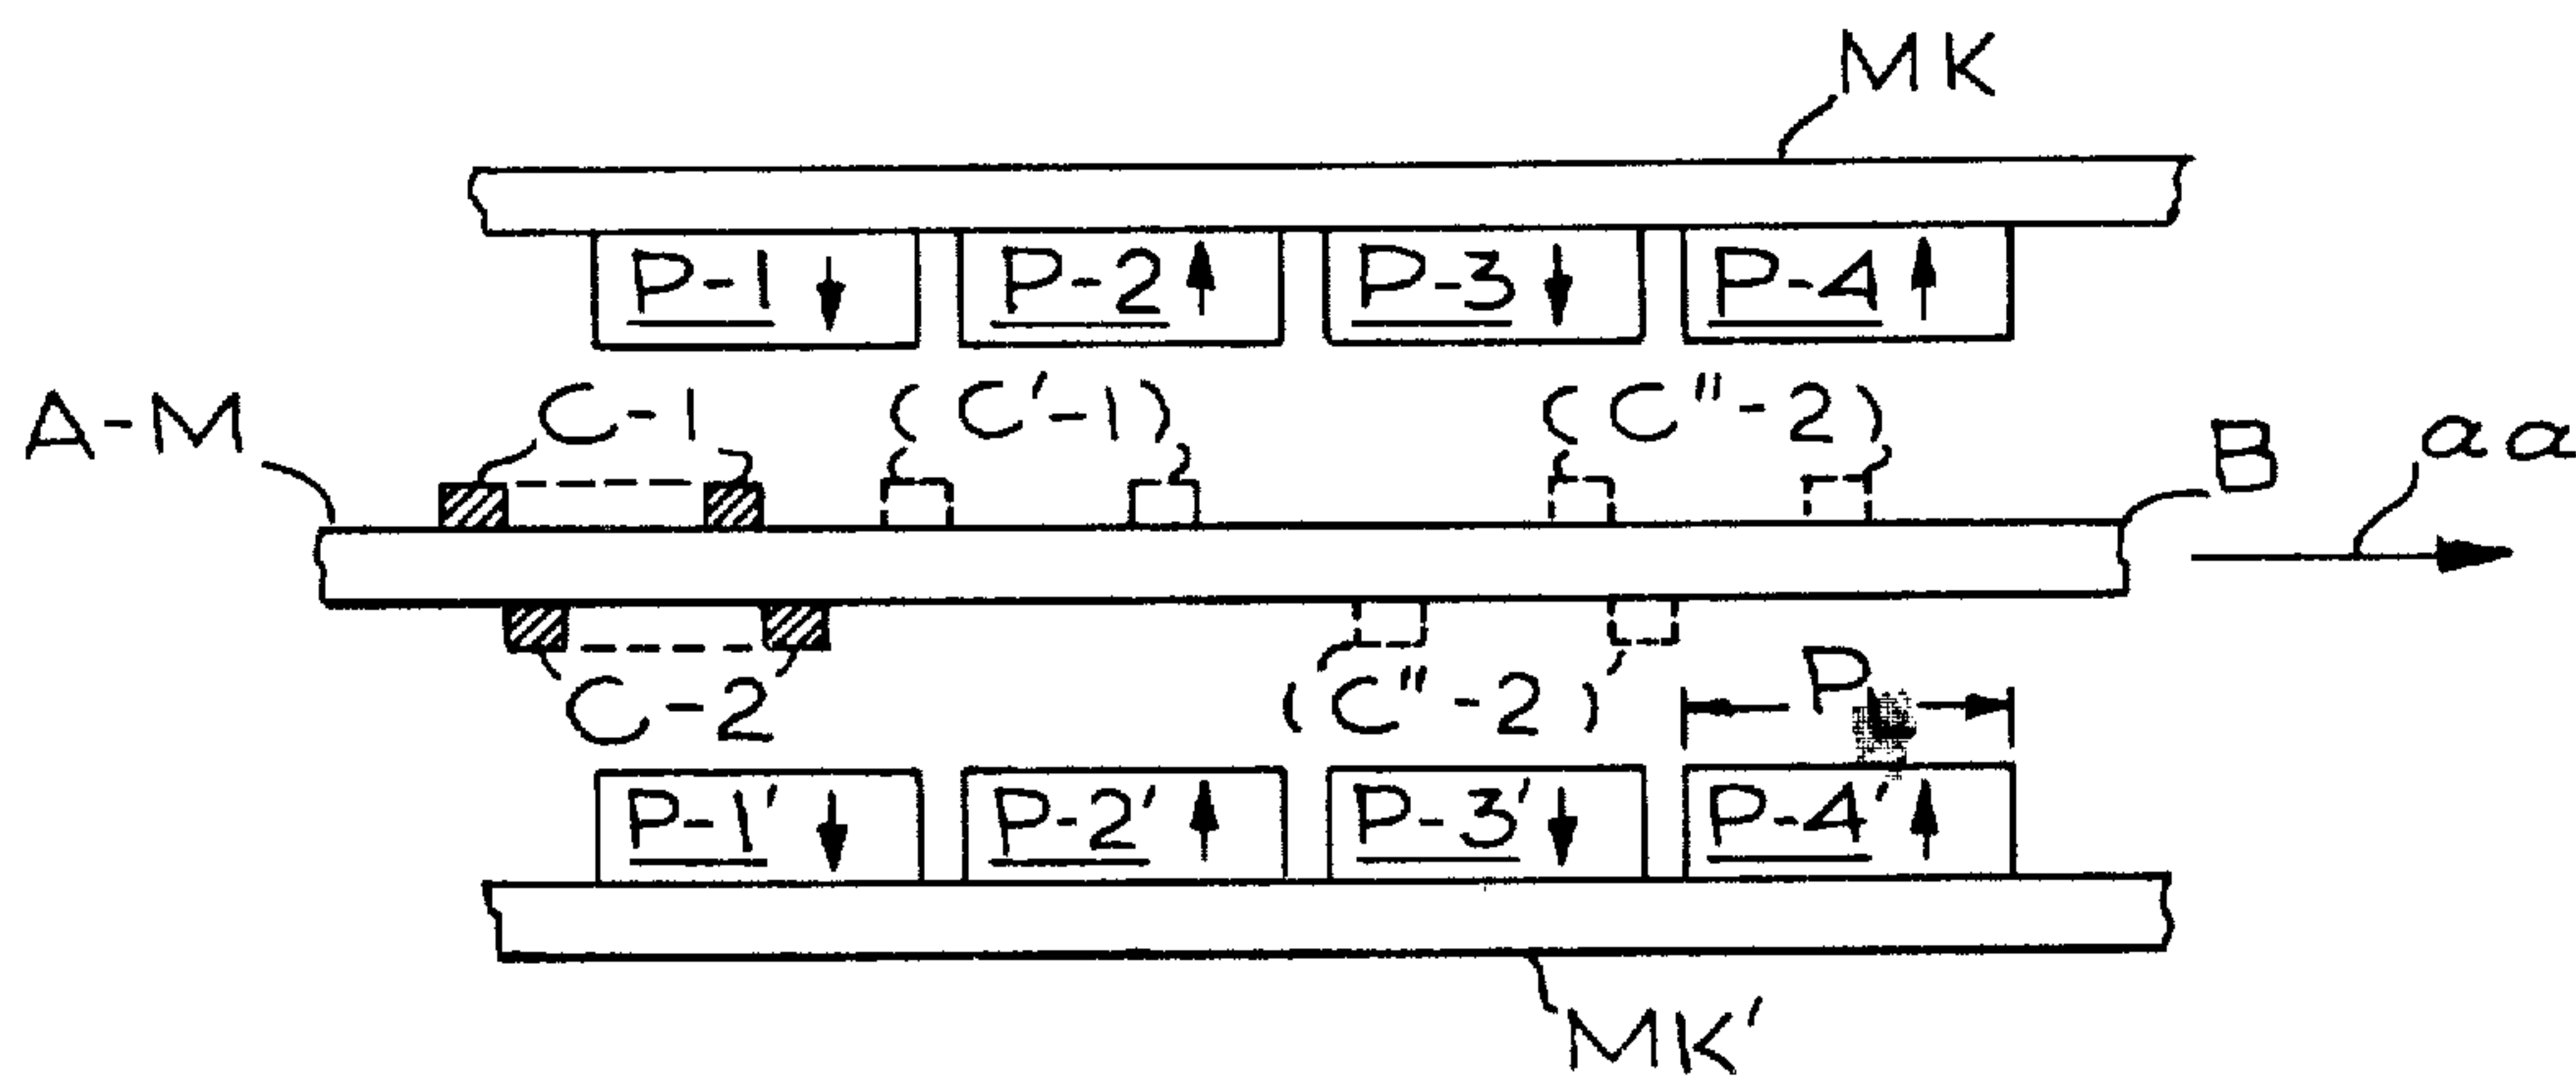 MK
P-1 P-2 P-3 P-4
A-M C-1 (C'-1) (C"-2) B aa
C-2 (C"-2) P
P-1' P-2' P-3' P-4'
MK'